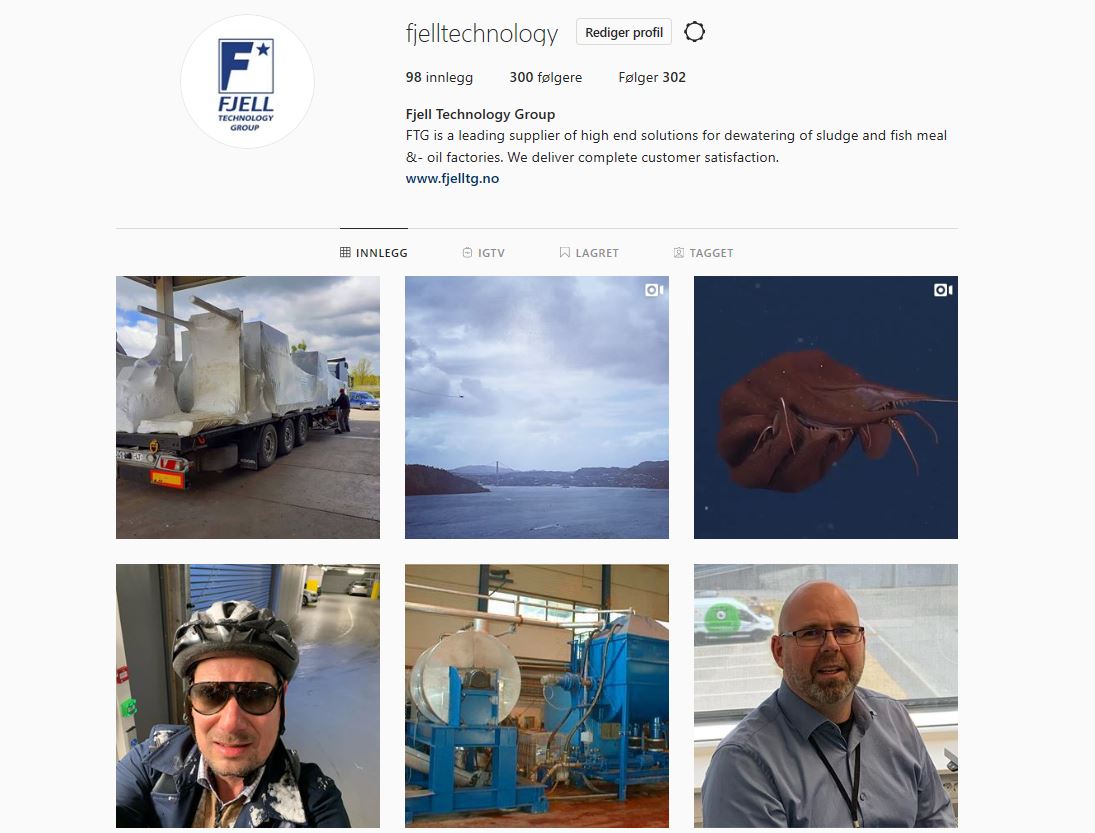 fjelltechnology
Rediger profil
98 innlegg
300 følgere
Følger 302
Fjell Technology Group
FTG is a leading supplier of high end solutions for dewatering of sludge and fish meal
&- oil factories. We deliver complete customer satisfaction.
www.fjelltg.no
F
FJELL
TECHNOLOGY
GROUP
INNLEGG
IGTV
LAGRET
TAGGET